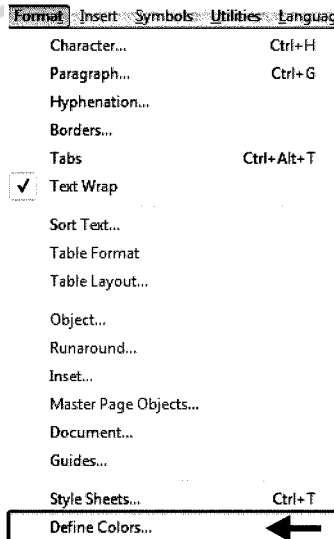 Format Insert Symbols Utilities Languag
Character... Ctrl+H
Paragraph... Ctrl+G
Hyphenation...
Borders...
Tabs Ctrl+Alt+T
Text Wrap
Sort Text...
Table Format
Table Layout...
Object...
Runaround...
Inset...
Master Page Objects...
Document...
Guides...
Style Sheets... Ctrl+T
Define Colors...